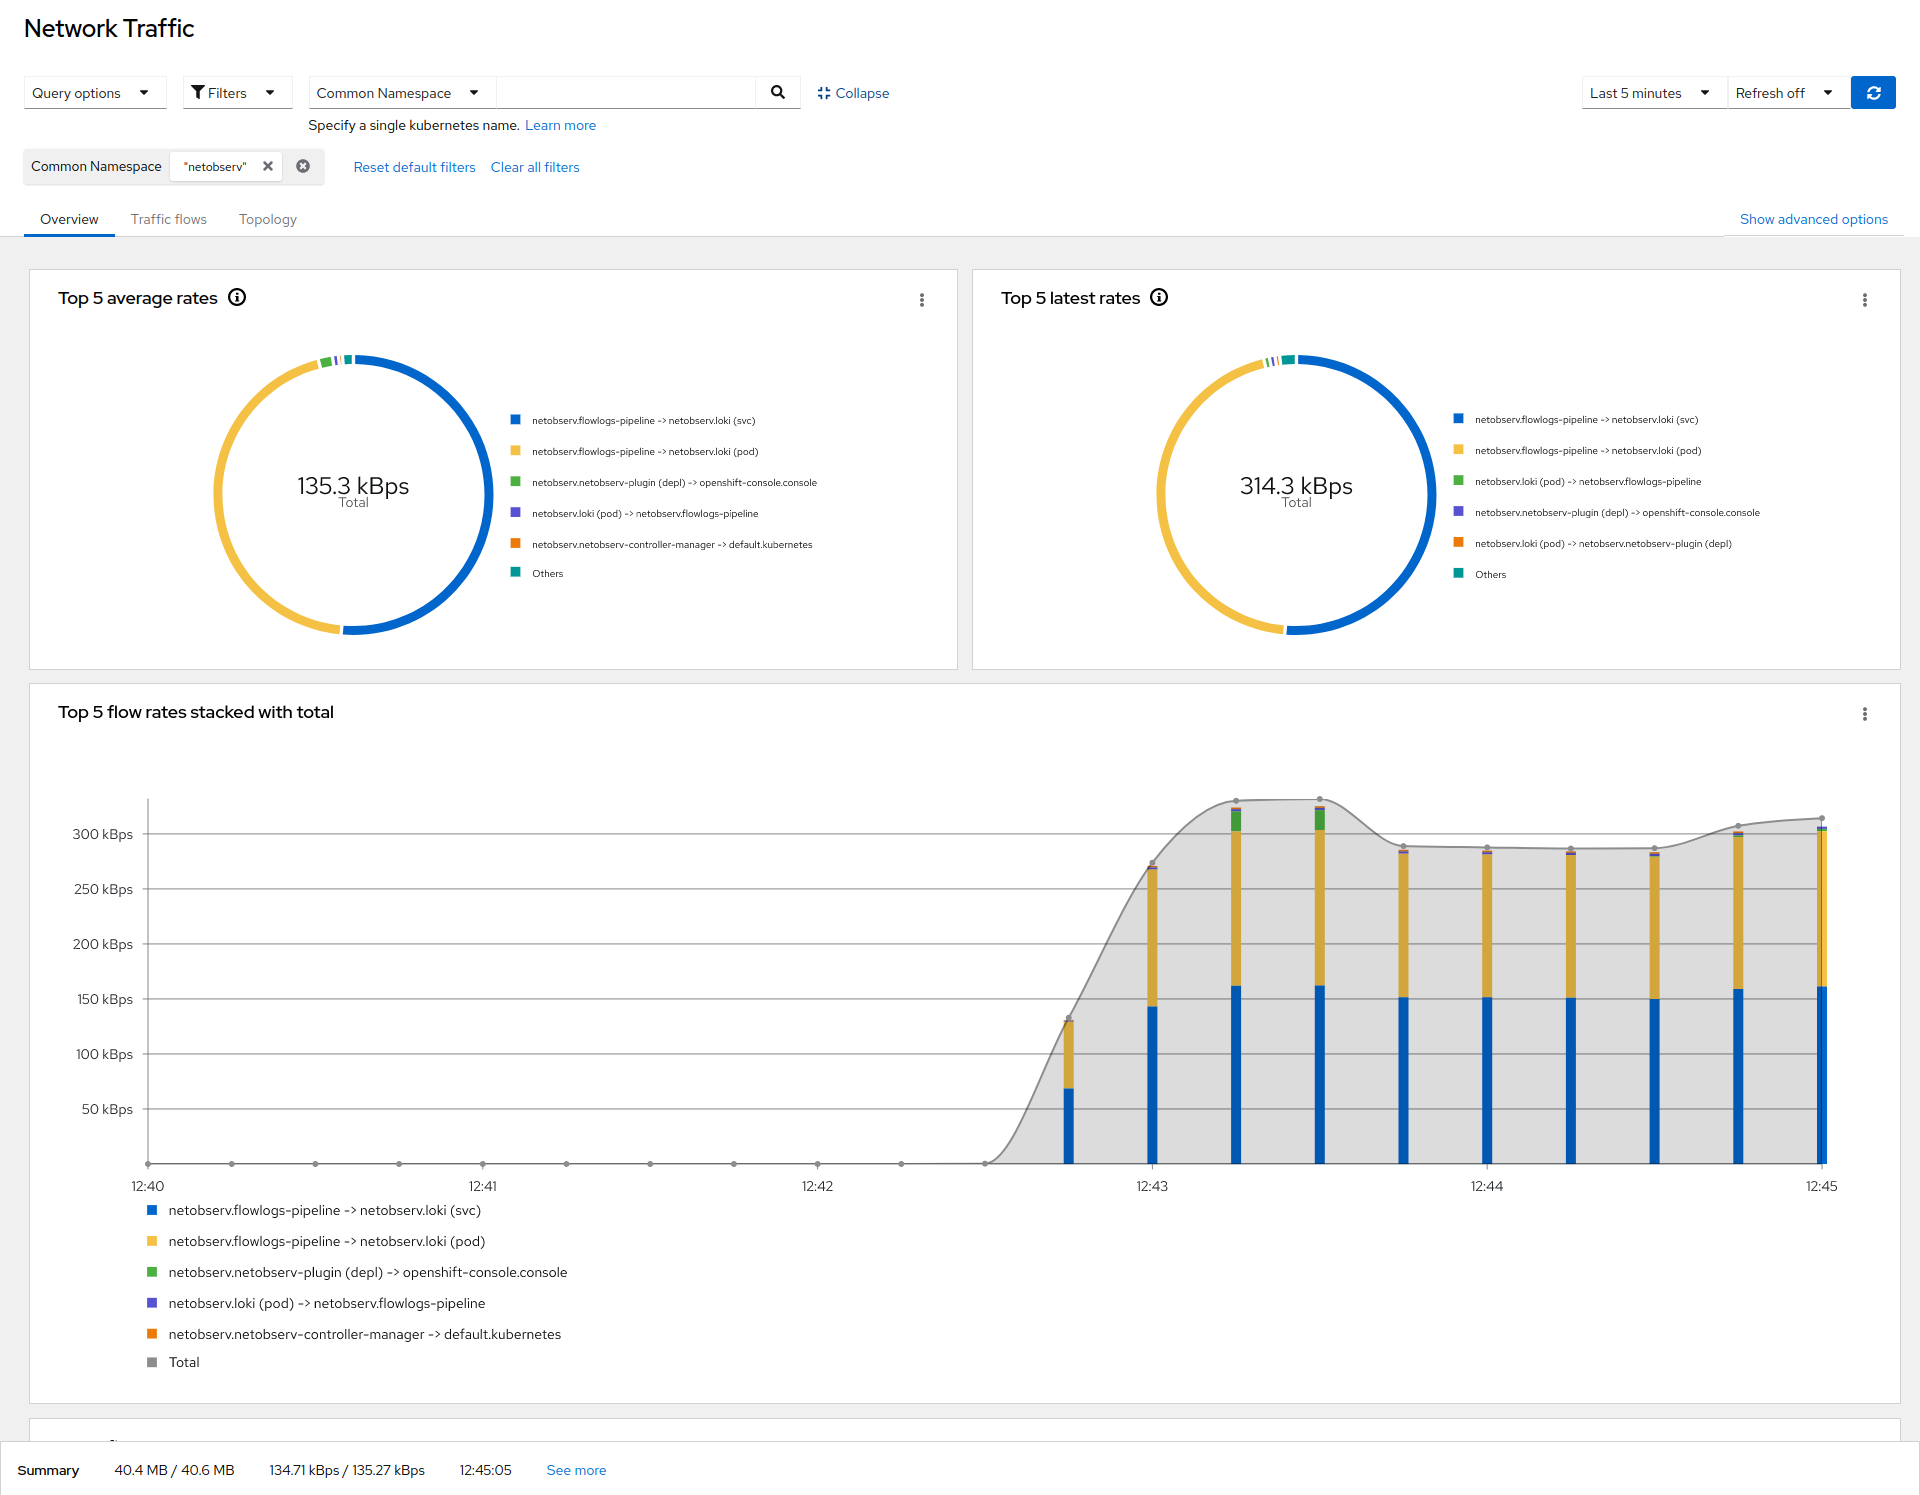 Network Traffic
Query options
Filters
Common Namespace
Collapse
Last 5 minutes
Refresh off
Specify a single kubernetes name. Learn more
Common Namespace "netobserv"
Reset default filters
Clear all filters
Overview
Traffic flows
Topology
Show advanced options
Top 5 average rates
135.3 kBps
Total
netobserv.flowlogs-pipeline -> netobserv.loki (svc)
netobserv.flowlogs-pipeline -> netobserv.loki (pod)
netobserv.netobserv-plugin (depl) -> openshift-console.console
netobserv.loki (pod) -> netobserv.flowlogs-pipeline
netobserv.netobserv-controller-manager -> default.kubernetes
Others
Top 5 latest rates
314.3 kBps
Total
netobserv.flowlogs-pipeline -> netobserv.loki (svc)
netobserv.flowlogs-pipeline -> netobserv.loki (pod)
netobserv.loki (pod) -> netobserv.flowlogs-pipeline
netobserv.netobserv-plugin (depl) -> openshift-console.console
netobserv.loki (pod) -> netobserv.netobserv-plugin (depl)
Others
Top 5 flow rates stacked with total
300 kBps
250 kBps
200 kBps
150 kBps
100 kBps
50 kBps
12:40
12:41
12:42
12:43
12:44
12:45
netobserv.flowlogs-pipeline -> netobserv.loki (svc)
netobserv.flowlogs-pipeline -> netobserv.loki (pod)
netobserv.netobserv-plugin (depl) -> openshift-console.console
netobserv.loki (pod) -> netobserv.flowlogs-pipeline
netobserv.netobserv-controller-manager -> default.kubernetes
Total
Summary
40.4 MB / 40.6 MB
134.71 kBps / 135.27 kBps
12:45:05
See more